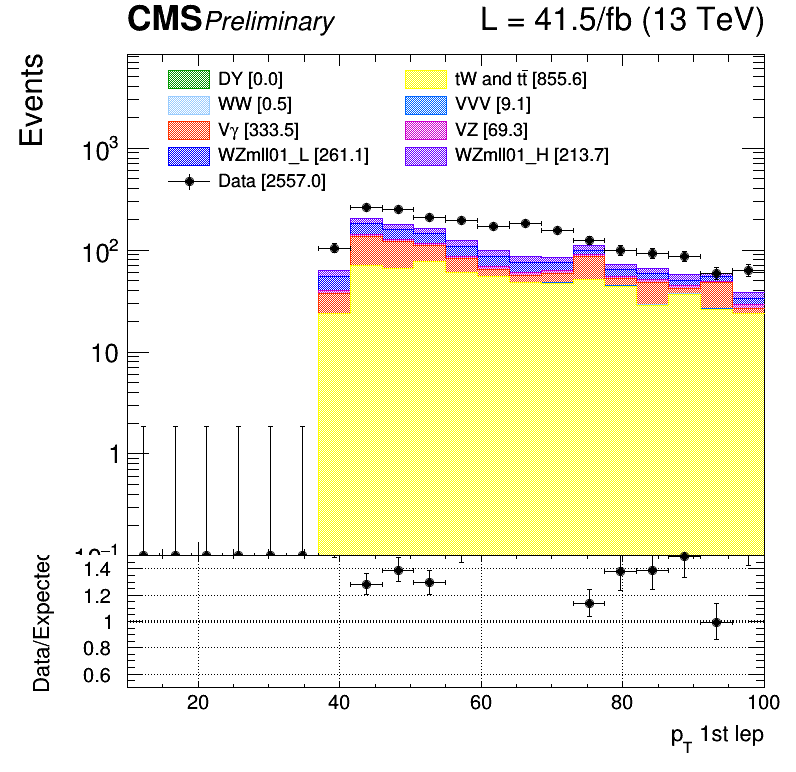 CMS Preliminary L = 41.5/fb (13 TeV)
Events
DY [0.0] tW and tt̄ [855.6]
WW [0.5] VVV [9.1]
Vγ [333.5] VZ [69.3]
WZmll01_L [261.1] WZmll01_H [213.7]
Data [2557.0]
10³
10²
10
1
Data/Expected
1.4
1.2
1
0.8
0.6
20 40 60 80 100
p_T 1st lep